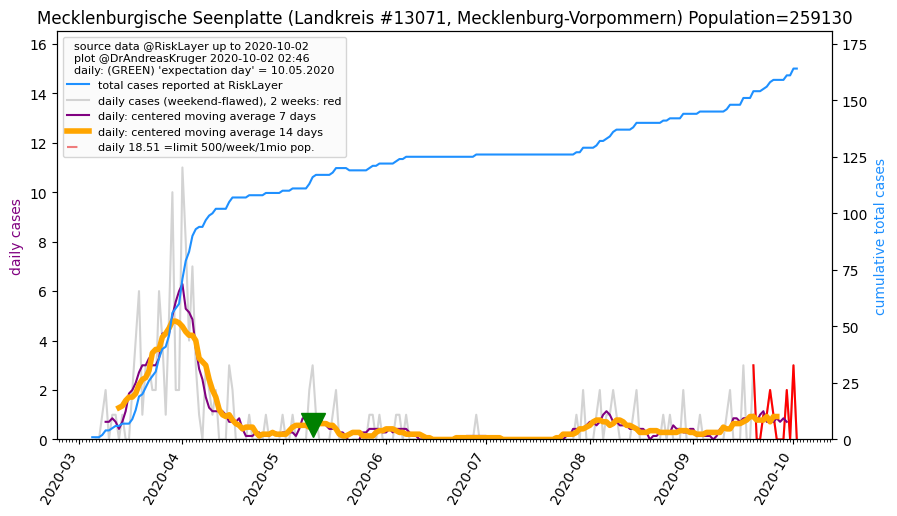 Mecklenburgische Seenplatte (Landkreis #13071, Mecklenburg-Vorpommern) Population=259130
source data @RiskLayer up to 2020-10-02
plot @DrAndreasKruger 2020-10-02 02:46
daily: (GREEN) 'expectation day' = 10.05.2020
total cases reported at RiskLayer
daily cases (weekend-flawed), 2 weeks: red
daily: centered moving average 7 days
daily: centered moving average 14 days
daily 18.51 =limit 500/week/1mio pop.
daily cases
16
14
12
10
8
6
4
2
0
175
150
125
100
75
50
25
0
cumulative total cases
2020-03
2020-04
2020-05
2020-06
2020-07
2020-08
2020-09
2020-10